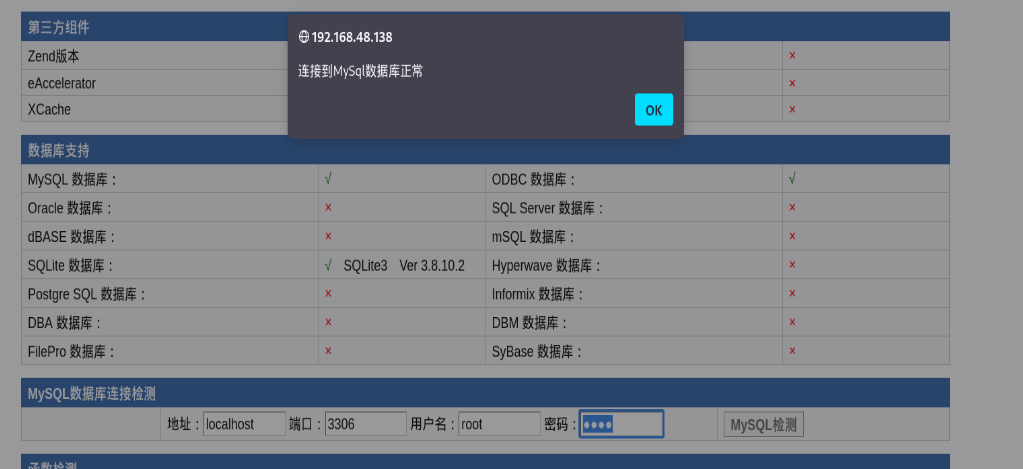 第三方组件
192.168.48.138
连接到MySql数据库正常
OK
Zend版本 ×
eAccelerator ×
XCache ×
数据库支持
MySQL 数据库： √ ODBC 数据库： √
Oracle 数据库： × SQL Server 数据库： ×
dBASE 数据库： × mSQL 数据库： ×
SQLite 数据库： √ SQLite3 Ver 3.8.10.2 Hyperwave 数据库： ×
Postgre SQL 数据库： × Informix 数据库： ×
DBA 数据库： × DBM 数据库： ×
FilePro 数据库： × SyBase 数据库： ×
MySQL数据库连接检测
地址：localhost 端口：3306 用户名：root 密码：●●●● MySQL检测
函数检测